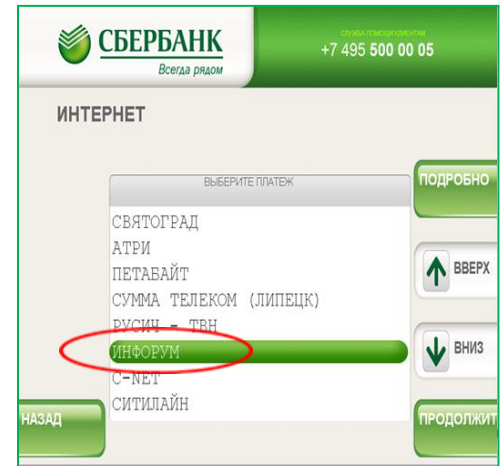 СБЕРБАНК
Всегда рядом
СЛУЖБА ПОМОЩИ КЛИЕНТАМ
+7 495 500 00 05
ИНТЕРНЕТ
ВЫБЕРИТЕ ПЛАТЕЖ
ПОДРОБНО
СВЯТОГРАД
АТРИ
ПЕТАБАЙТ
ВВЕРХ
СУММА ТЕЛЕКОМ (ЛИПЕЦК)
РУСИЧ - ТВН
ИНФОРУМ
ВНИЗ
C-NET
СИТИЛАЙН
НАЗАД
ПРОДОЛЖИТ